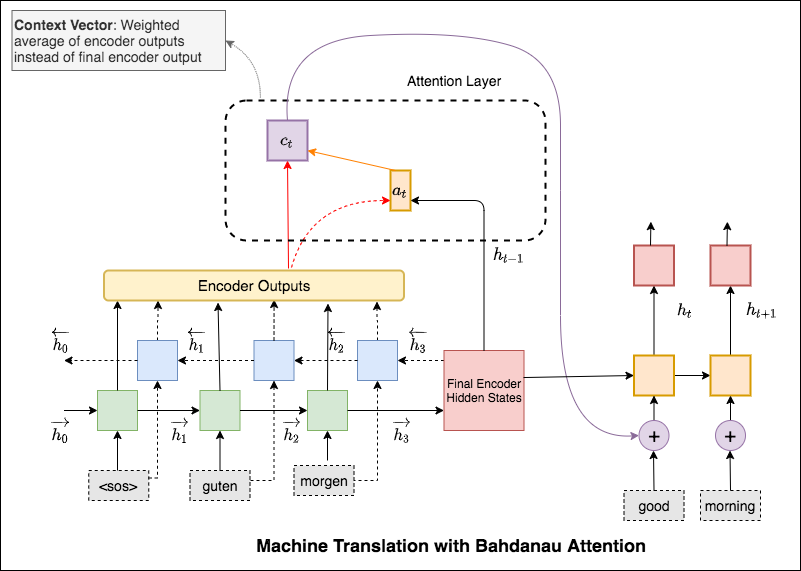 Context Vector: Weighted
average of encoder outputs
instead of final encoder output
Attention Layer
c_t
a_t
h_{t-1}
Encoder Outputs
h_t
h_{t+1}
\overleftarrow{h_0}
\overleftarrow{h_1}
\overleftarrow{h_2}
\overleftarrow{h_3}
Final Encoder
Hidden States
\overrightarrow{h_0}
\overrightarrow{h_1}
\overrightarrow{h_2}
\overrightarrow{h_3}
+
+
<sos>
guten
morgen
good
morning
Machine Translation with Bahdanau Attention